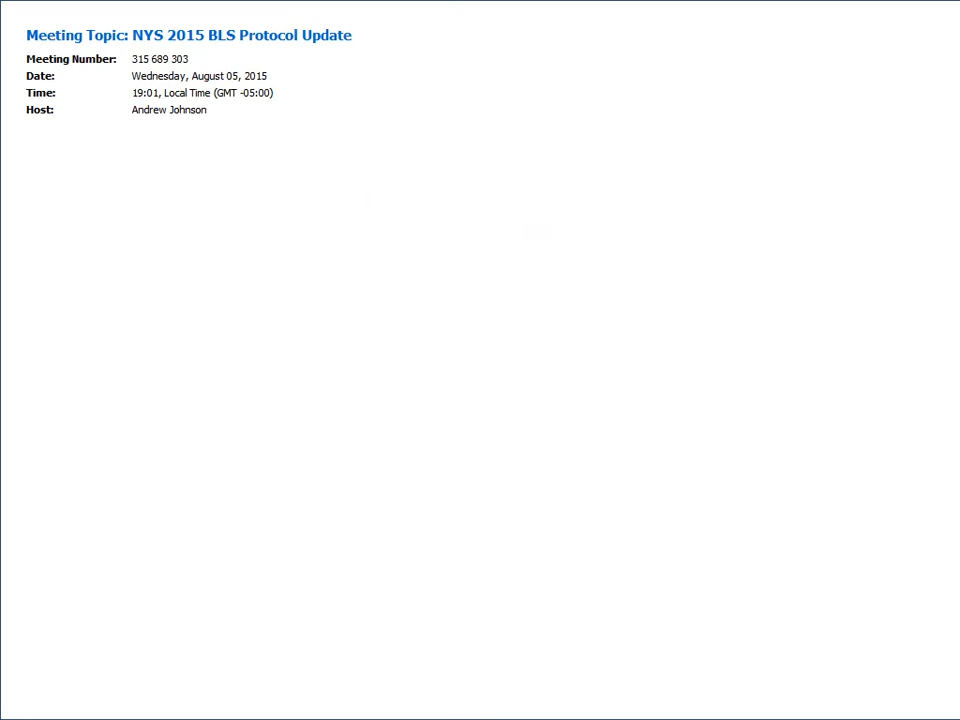 Meeting Topic: NYS 2015 BLS Protocol Update
Meeting Number: 315 689 303
Date: Wednesday, August 05, 2015
Time: 19:01, Local Time (GMT -05:00)
Host: Andrew Johnson